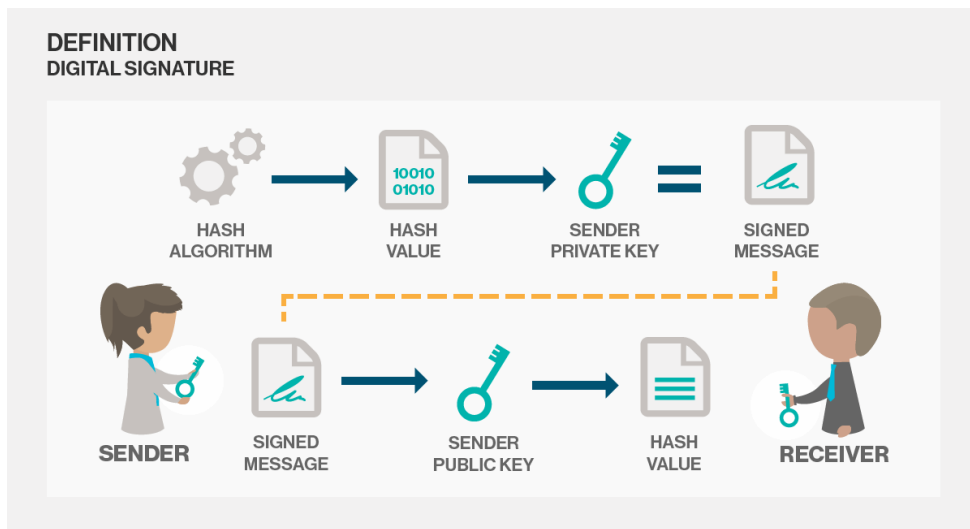 DEFINITION
DIGITAL SIGNATURE
10010
01010
HASH
ALGORITHM
HASH
VALUE
SENDER
PRIVATE KEY
SIGNED
MESSAGE
SENDER
SIGNED
MESSAGE
SENDER
PUBLIC KEY
HASH
VALUE
RECEIVER